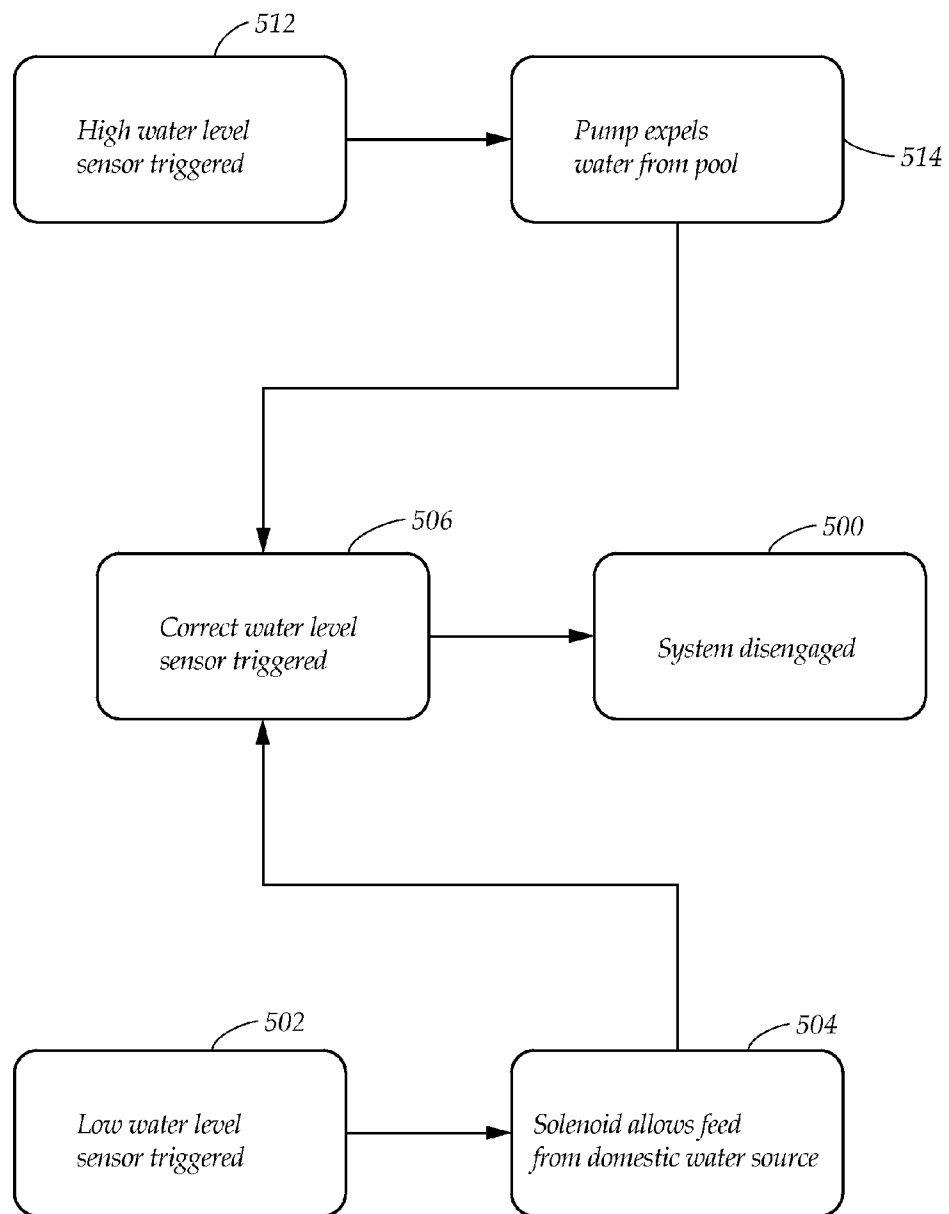 512
High water level
sensor triggered
Pump expels
water from pool
514
506
Correct water level
sensor triggered
500
System disengaged
502
Low water level
sensor triggered
504
Solenoid allows feed
from domestic water source